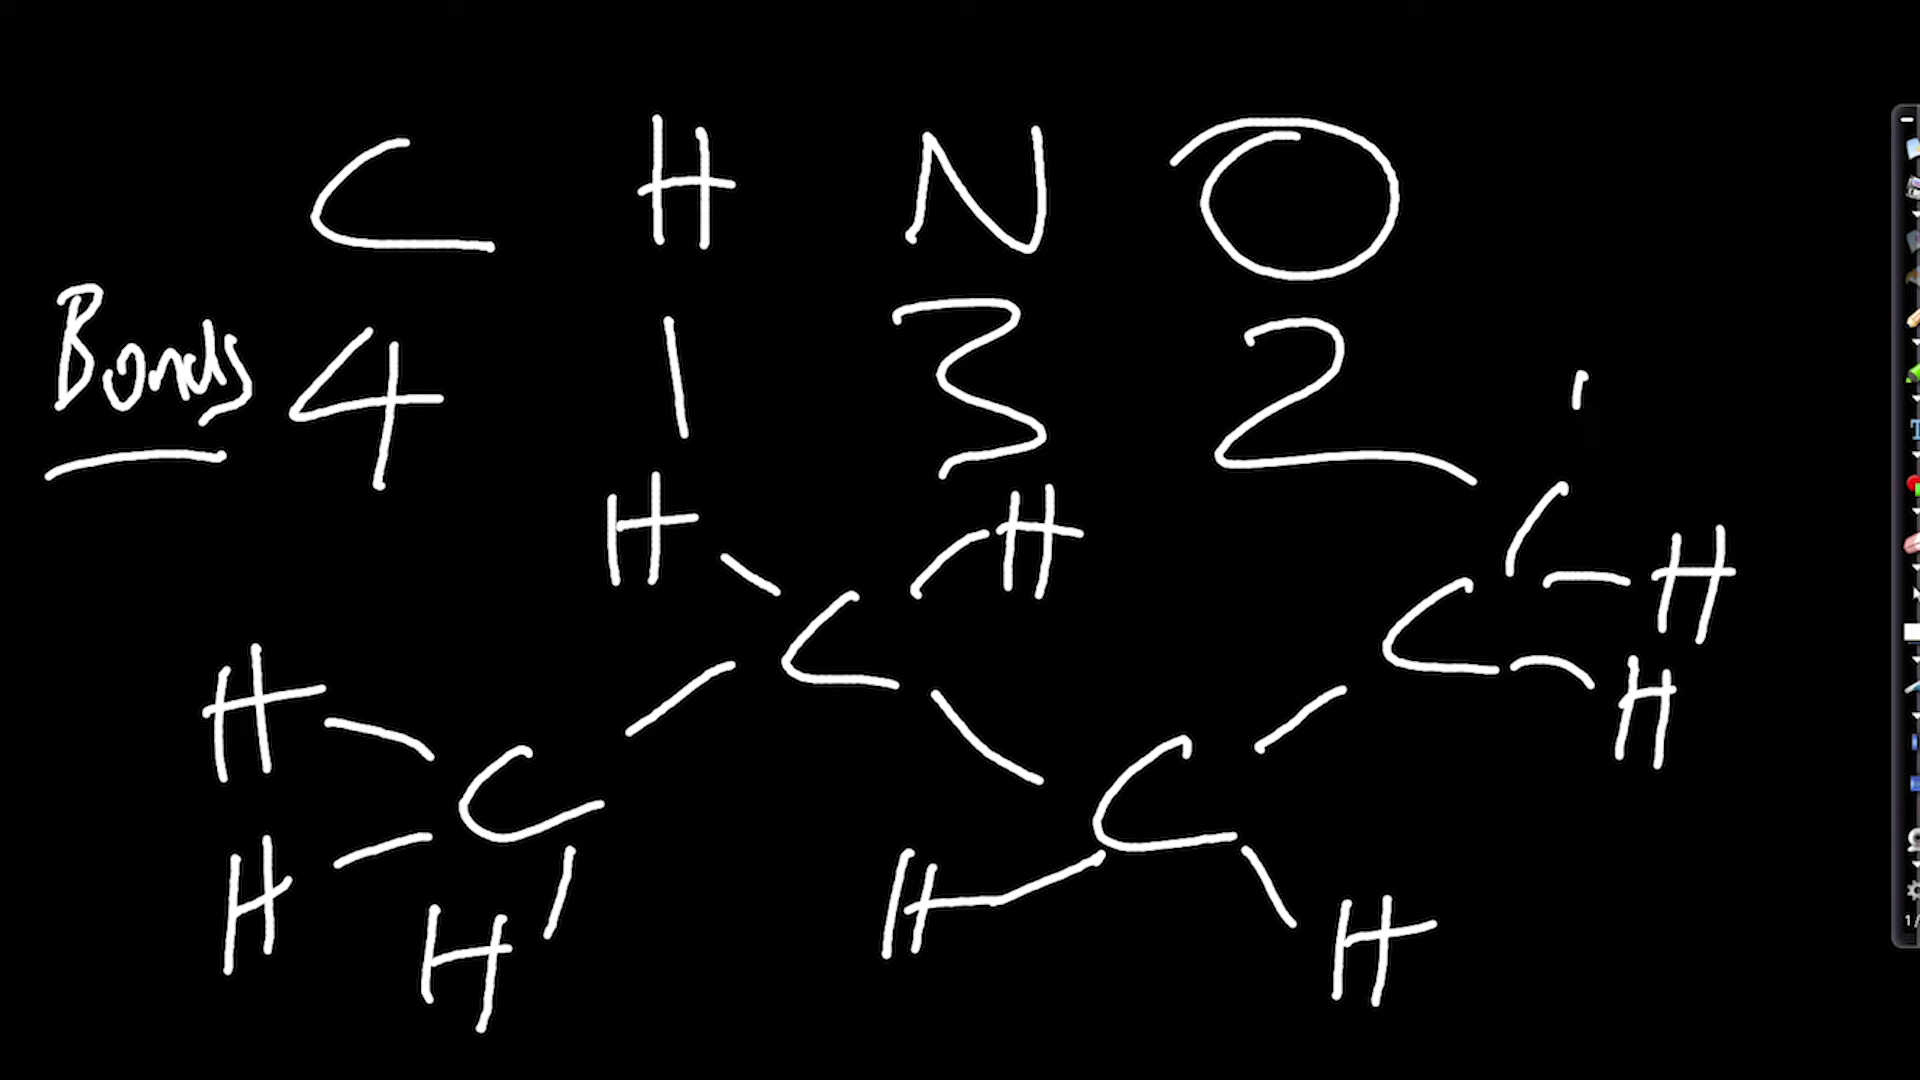 C H N O
Bonds 4 1 3 2
H H
C H
H C H
C C
H H H H